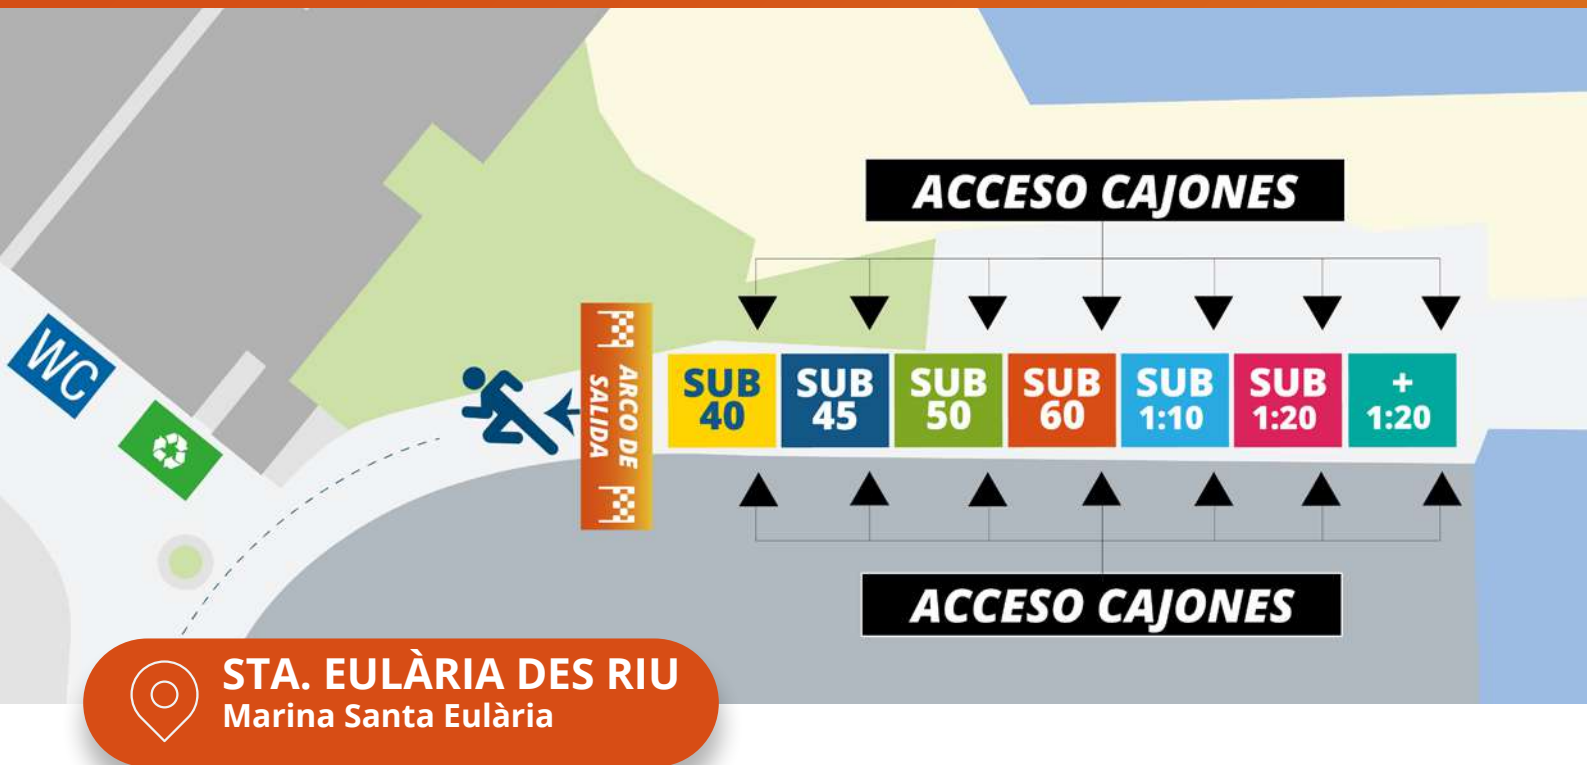 ACCESO CAJONES
WC
ARCO DE
SALIDA
SUB
40
SUB
45
SUB
50
SUB
60
SUB
1:10
SUB
1:20
+
1:20
ACCESO CAJONES
STA. EULÀRIA DES RIU
Marina Santa Eulària